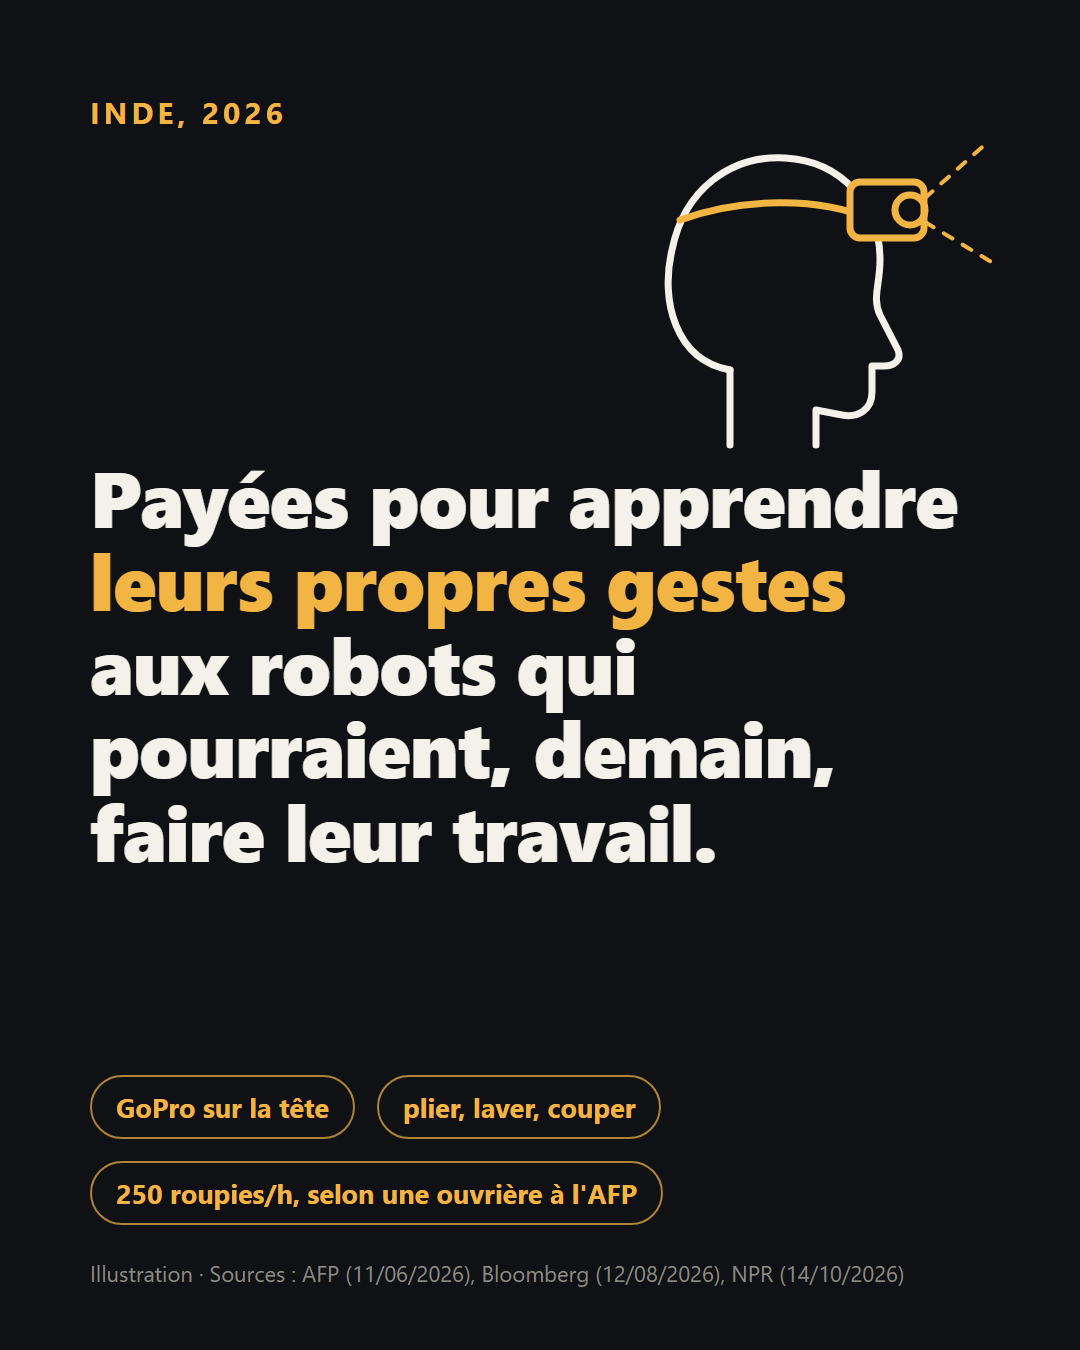 INDE, 2026
Payées pour apprendre
leurs propres gestes
aux robots qui
pourraient, demain,
faire leur travail.
GoPro sur la tête
plier, laver, couper
250 roupies/h, selon une ouvrière à l'AFP
Illustration · Sources : AFP (11/06/2026), Bloomberg (12/08/2026), NPR (14/10/2026)